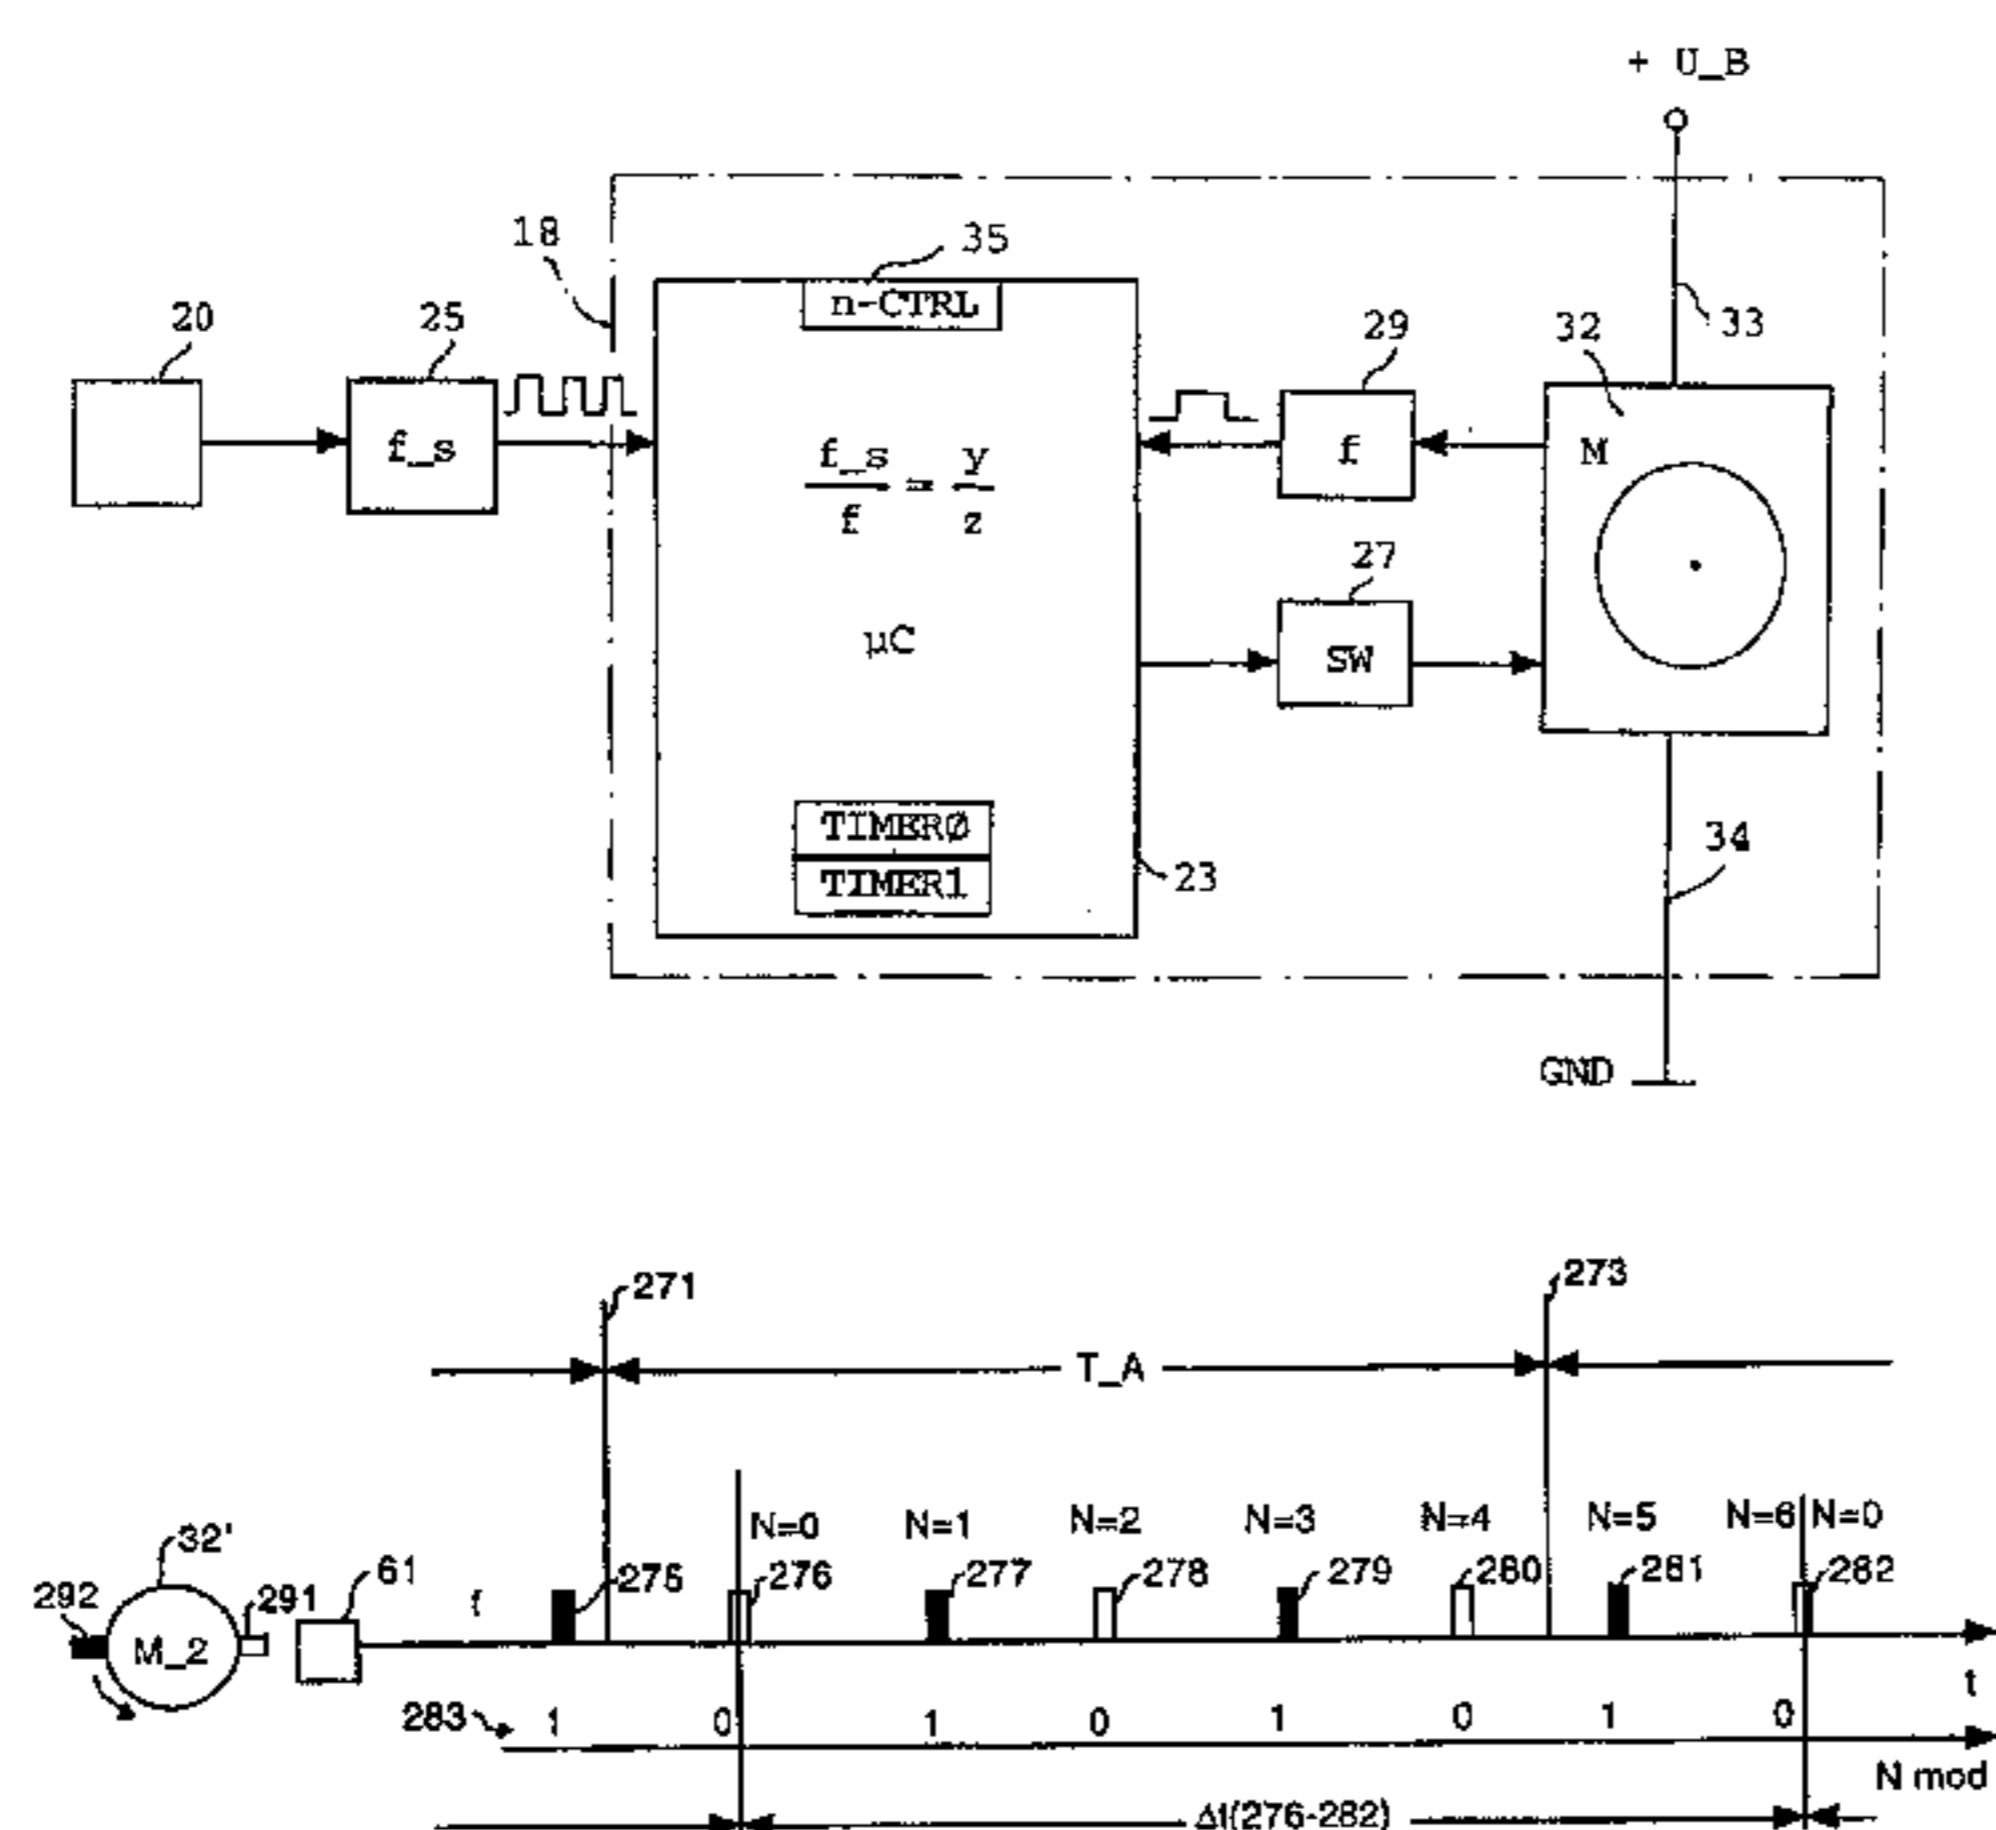 + U_B
18
35
n-CTRL
20
25
29
32
33
f_s
f_s / f = y / z
f
M
27
µC
SW
TIMERØ
TIMER1
23
34
GND
271
273
T_A
N=0 N=1 N=2 N=3 N=4 N=5 N=6 N=0
32'
61
292
291
f
275 276 277 278 279 280 281 282
M_2
t
283
1 0 1 0 1 0 1 0
N mod
Δt(276-282)